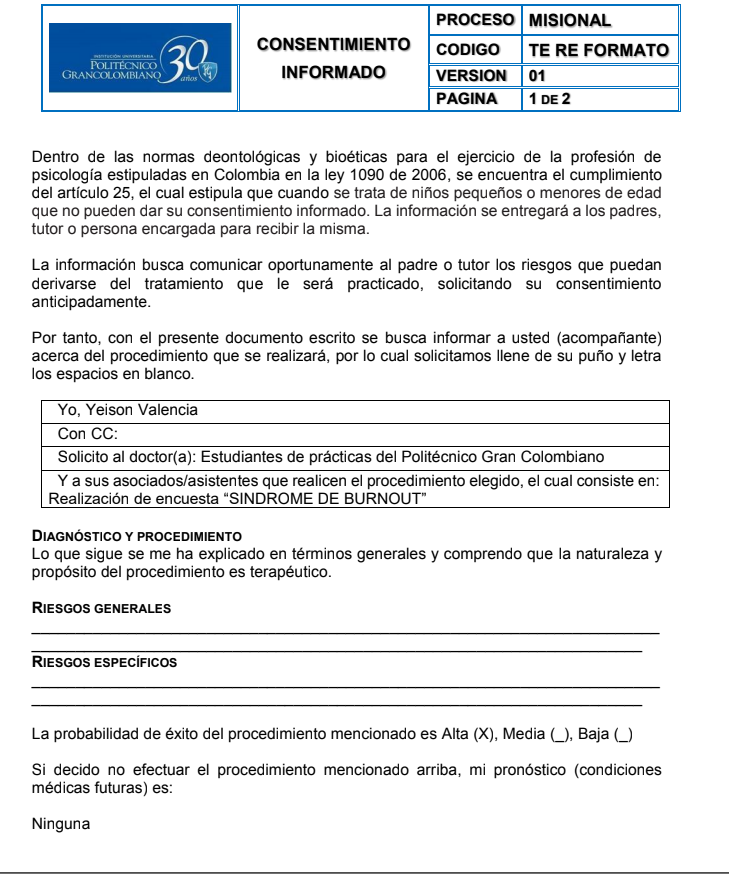 INSTITUCIÓN UNIVERSITARIA
POLITÉCNICO
GRANCOLOMBIANO
30
años
CONSENTIMIENTO
INFORMADO
PROCESO MISIONAL
CODIGO TE RE FORMATO
VERSION 01
PAGINA 1 DE 2
Dentro de las normas deontológicas y bioéticas para el ejercicio de la profesión de
psicología estipuladas en Colombia en la ley 1090 de 2006, se encuentra el cumplimiento
del artículo 25, el cual estipula que cuando se trata de niños pequeños o menores de edad
que no pueden dar su consentimiento informado. La información se entregará a los padres,
tutor o persona encargada para recibir la misma.
La información busca comunicar oportunamente al padre o tutor los riesgos que puedan
derivarse del tratamiento que le será practicado, solicitando su consentimiento
anticipadamente.
Por tanto, con el presente documento escrito se busca informar a usted (acompañante)
acerca del procedimiento que se realizará, por lo cual solicitamos llene de su puño y letra
los espacios en blanco.
Yo, Yeison Valencia
Con CC:
Solicito al doctor(a): Estudiantes de prácticas del Politécnico Gran Colombiano
Y a sus asociados/asistentes que realicen el procedimiento elegido, el cual consiste en:
Realización de encuesta “SINDROME DE BURNOUT”
DIAGNÓSTICO Y PROCEDIMIENTO
Lo que sigue se me ha explicado en términos generales y comprendo que la naturaleza y
propósito del procedimiento es terapéutico.
RIESGOS GENERALES
RIESGOS ESPECÍFICOS
La probabilidad de éxito del procedimiento mencionado es Alta (X), Media (_), Baja (_)
Si decido no efectuar el procedimiento mencionado arriba, mi pronóstico (condiciones
médicas futuras) es:
Ninguna